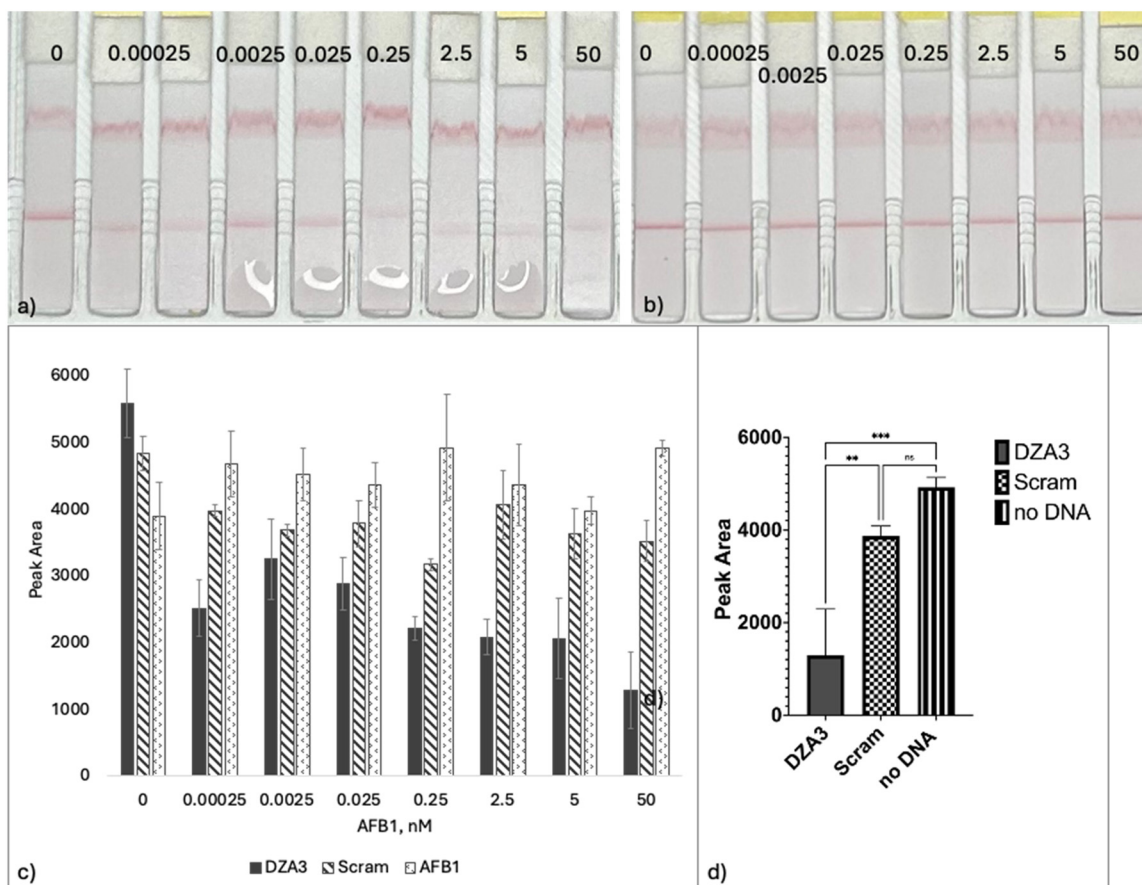 0 0.00025 0.0025 0.025 0.25 2.5 5 50
a)
0 0.00025 0.025 0.25 2.5 5 50
0.0025
b)
6000
5000
4000
3000
2000
1000
0
Peak Area
0 0.00025 0.0025 0.025 0.25 2.5 5 50
AFB1, nM
DZA3 Scram AFB1
c)
d)
***
** ns
6000
4000
2000
0
Peak Area
DZA3 Scram no DNA
DZA3
Scram
no DNA
d)